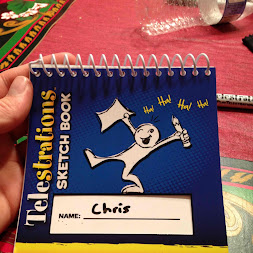 Telestrations
SKETCH BOOK
Ha! Ha! Ha! Ha!
NAME: Chris